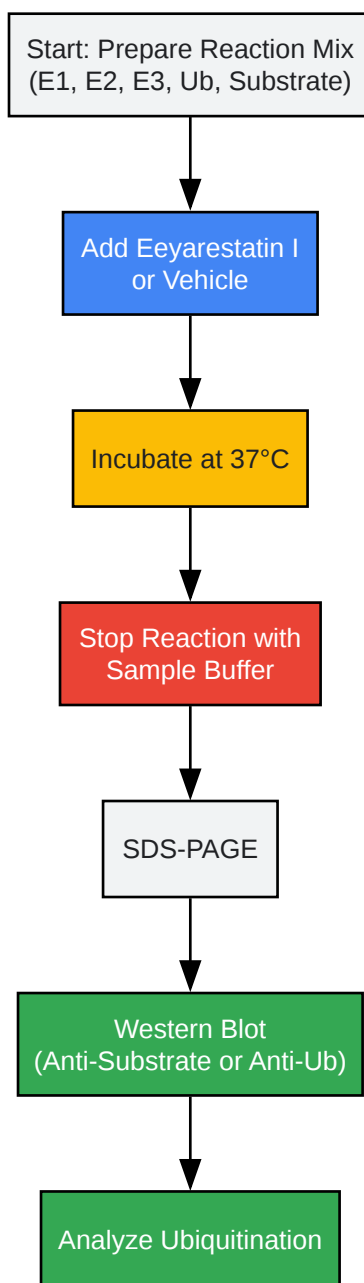 Start: Prepare Reaction Mix
(E1, E2, E3, Ub, Substrate)
Add Eeyarestatin I
or Vehicle
Incubate at 37°C
Stop Reaction with
Sample Buffer
SDS-PAGE
Western Blot
(Anti-Substrate or Anti-Ub)
Analyze Ubiquitination